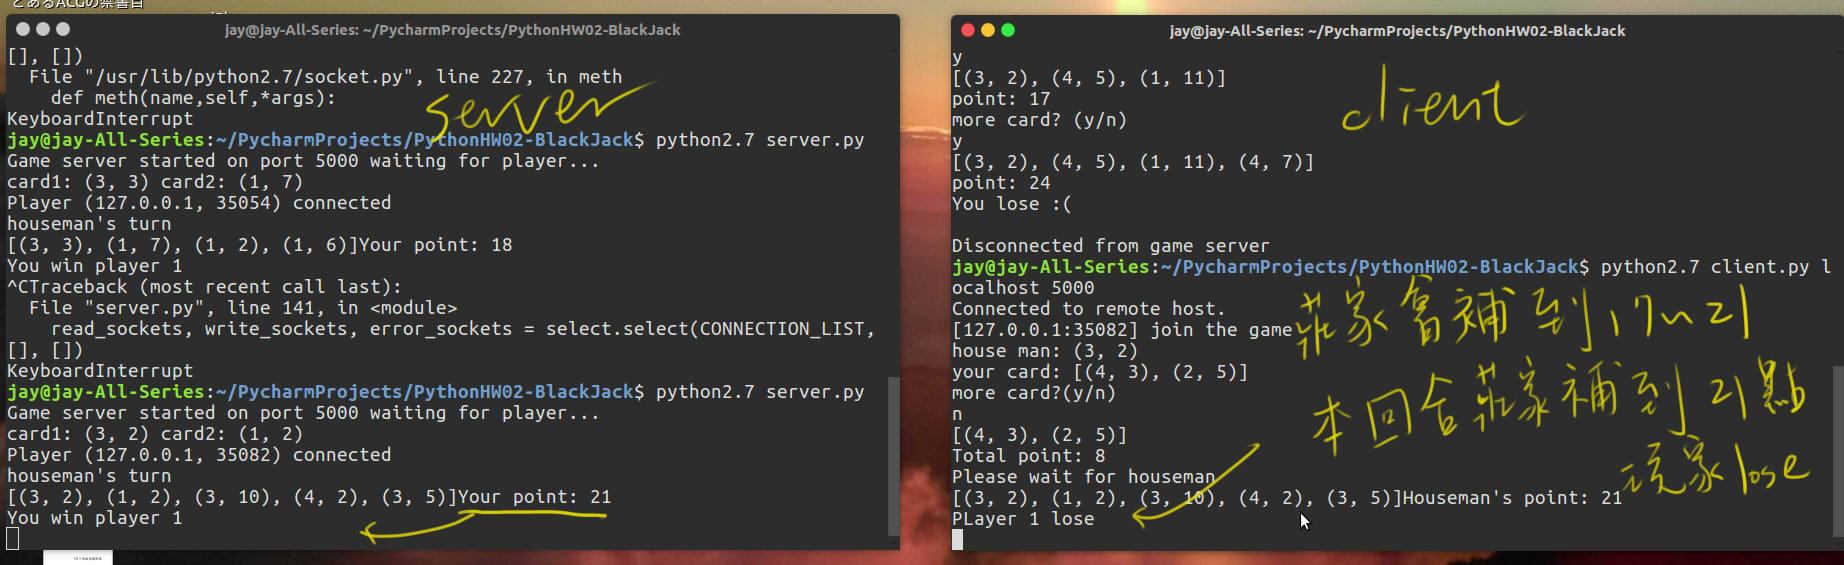 とあるACGの禁書目
jay@jay-All-Series: ~/PycharmProjects/PythonHW02-BlackJack
[], [])
  File "/usr/lib/python2.7/socket.py", line 227, in meth
    def meth(name,self,*args):
KeyboardInterrupt
server
jay@jay-All-Series:~/PycharmProjects/PythonHW02-BlackJack$ python2.7 server.py
Game server started on port 5000 waiting for player...
card1: (3, 3) card2: (1, 7)
Player (127.0.0.1, 35054) connected
houseman's turn
[(3, 3), (1, 7), (1, 2), (1, 6)]Your point: 18
You win player 1
^CTraceback (most recent call last):
  File "server.py", line 141, in <module>
    read_sockets, write_sockets, error_sockets = select.select(CONNECTION_LIST,
[], [])
KeyboardInterrupt
jay@jay-All-Series:~/PycharmProjects/PythonHW02-BlackJack$ python2.7 server.py
Game server started on port 5000 waiting for player...
card1: (3, 2) card2: (1, 2)
Player (127.0.0.1, 35082) connected
houseman's turn
[(3, 2), (1, 2), (3, 10), (4, 2), (3, 5)]Your point: 21
You win player 1
jay@jay-All-Series: ~/PycharmProjects/PythonHW02-BlackJack
y
[(3, 2), (4, 5), (1, 11)]
point: 17
more card? (y/n)
client
y
[(3, 2), (4, 5), (1, 11), (4, 7)]
point: 24
You lose :(
Disconnected from game server
jay@jay-All-Series:~/PycharmProjects/PythonHW02-BlackJack$ python2.7 client.py l
ocalhost 5000
Connected to remote host.
[127.0.0.1:35082] join the game
莊家會補到17~21
house man: (3, 2)
your card: [(4, 3), (2, 5)]
more card?(y/n)
n
本回合莊家補到21點
[(4, 3), (2, 5)]
Total point: 8
Please wait for houseman
玩家lose
[(3, 2), (1, 2), (3, 10), (4, 2), (3, 5)]Houseman's point: 21
PLayer 1 lose